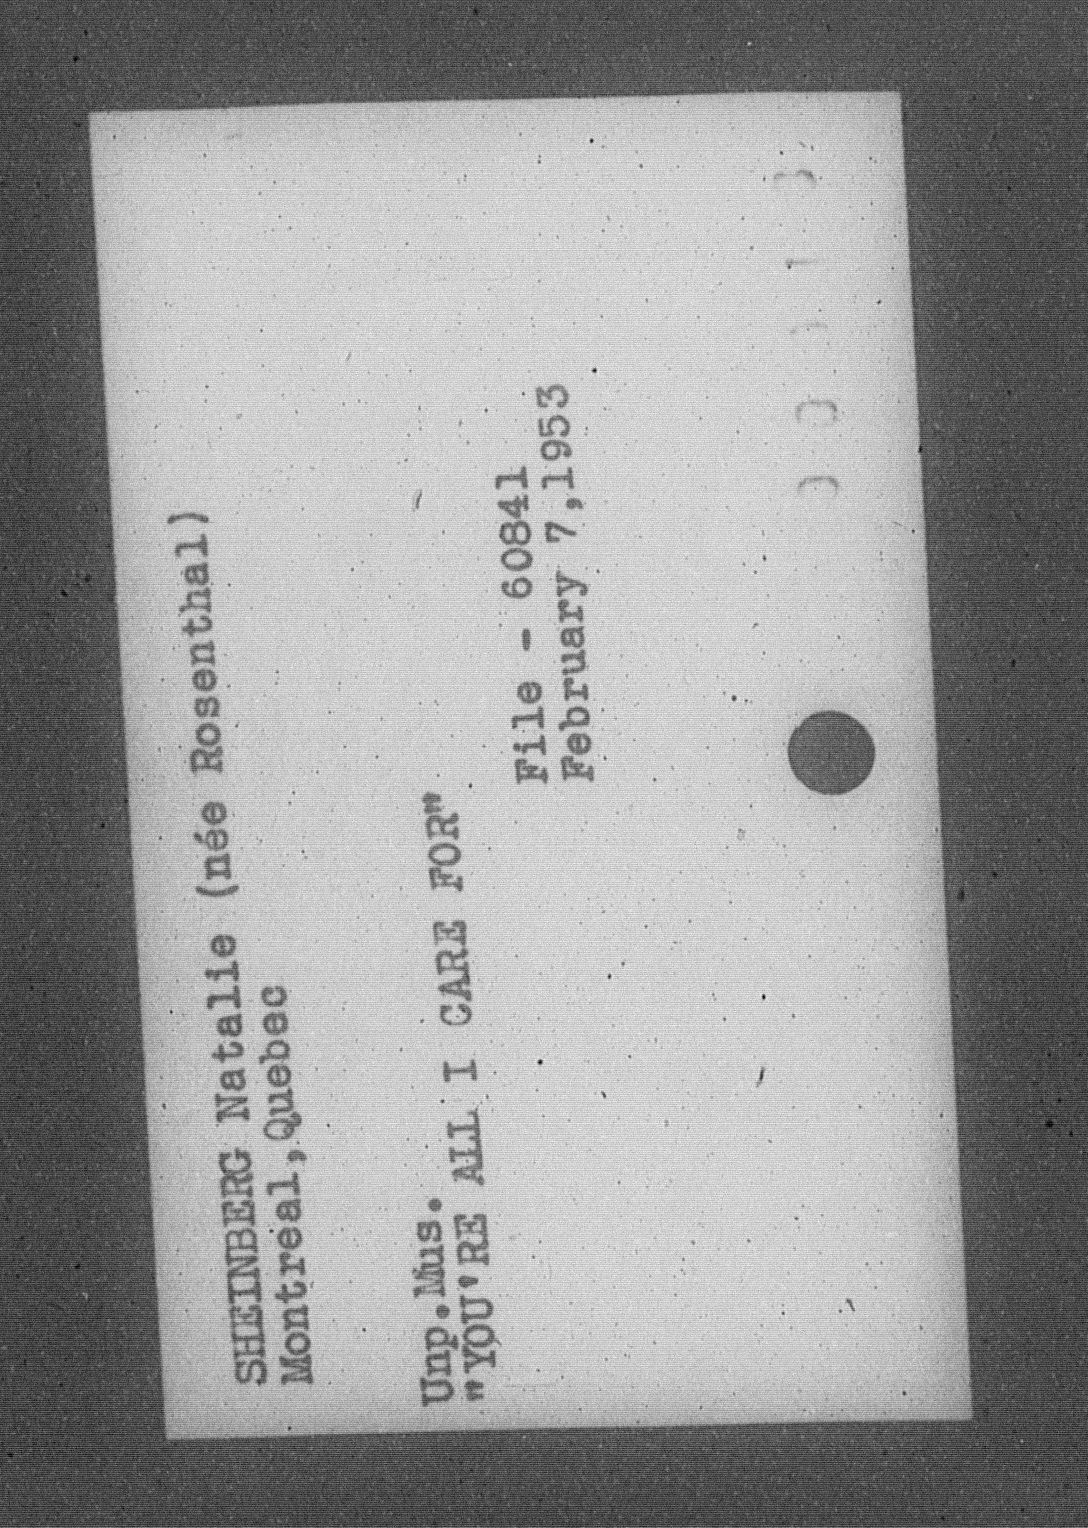 SHEINBERG Natalie (née Rosenthal)
Montreal,Quebec
Unp.Mus.
"YOU'RE ALL I CARE FOR"
File - 60841
February 7,1953